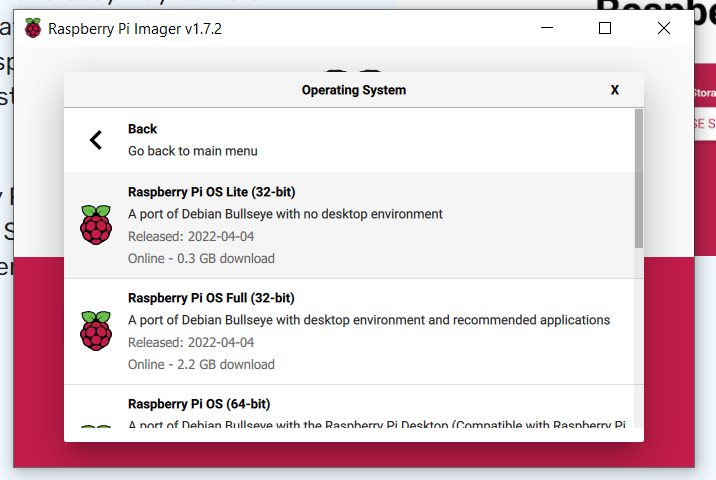 Raspberry Pi Imager v1.7.2
Operating System
X
Back
Go back to main menu
Raspberry Pi OS Lite (32-bit)
A port of Debian Bullseye with no desktop environment
Released: 2022-04-04
Online - 0.3 GB download
Raspberry Pi OS Full (32-bit)
A port of Debian Bullseye with desktop environment and recommended applications
Released: 2022-04-04
Online - 2.2 GB download
Raspberry Pi OS (64-bit)
A port of Debian Bullseye with the Raspberry Pi Desktop (Compatible with Raspberry Pi